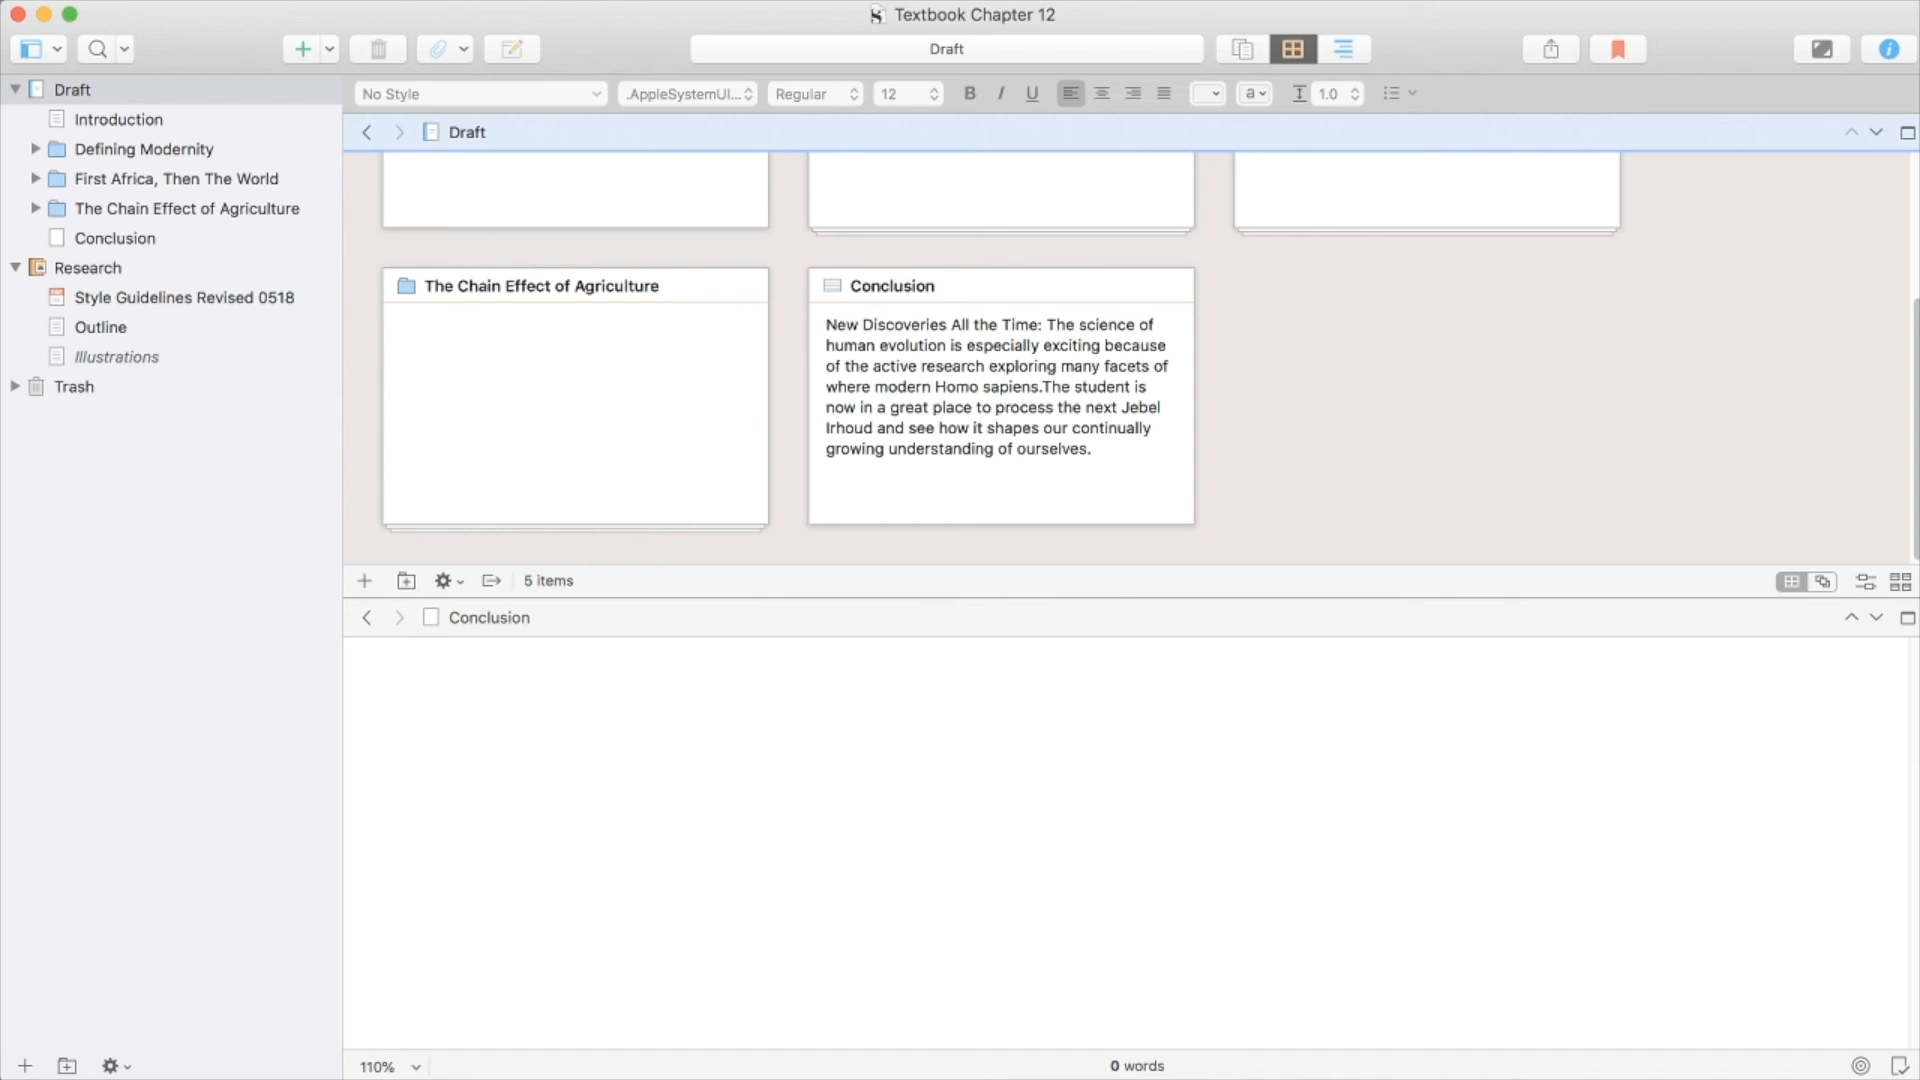 Textbook Chapter 12
Draft
Draft
No Style
.AppleSystemUI...
Regular
12
B
I
U
a
1.0
Introduction
Defining Modernity
First Africa, Then The World
The Chain Effect of Agriculture
Conclusion
Research
Style Guidelines Revised 0518
Outline
Illustrations
Trash
Draft
The Chain Effect of Agriculture
Conclusion
New Discoveries All the Time: The science of
human evolution is especially exciting because
of the active research exploring many facets of
where modern Homo sapiens.The student is
now in a great place to process the next Jebel
Irhoud and see how it shapes our continually
growing understanding of ourselves.
5 items
Conclusion
110%
0 words